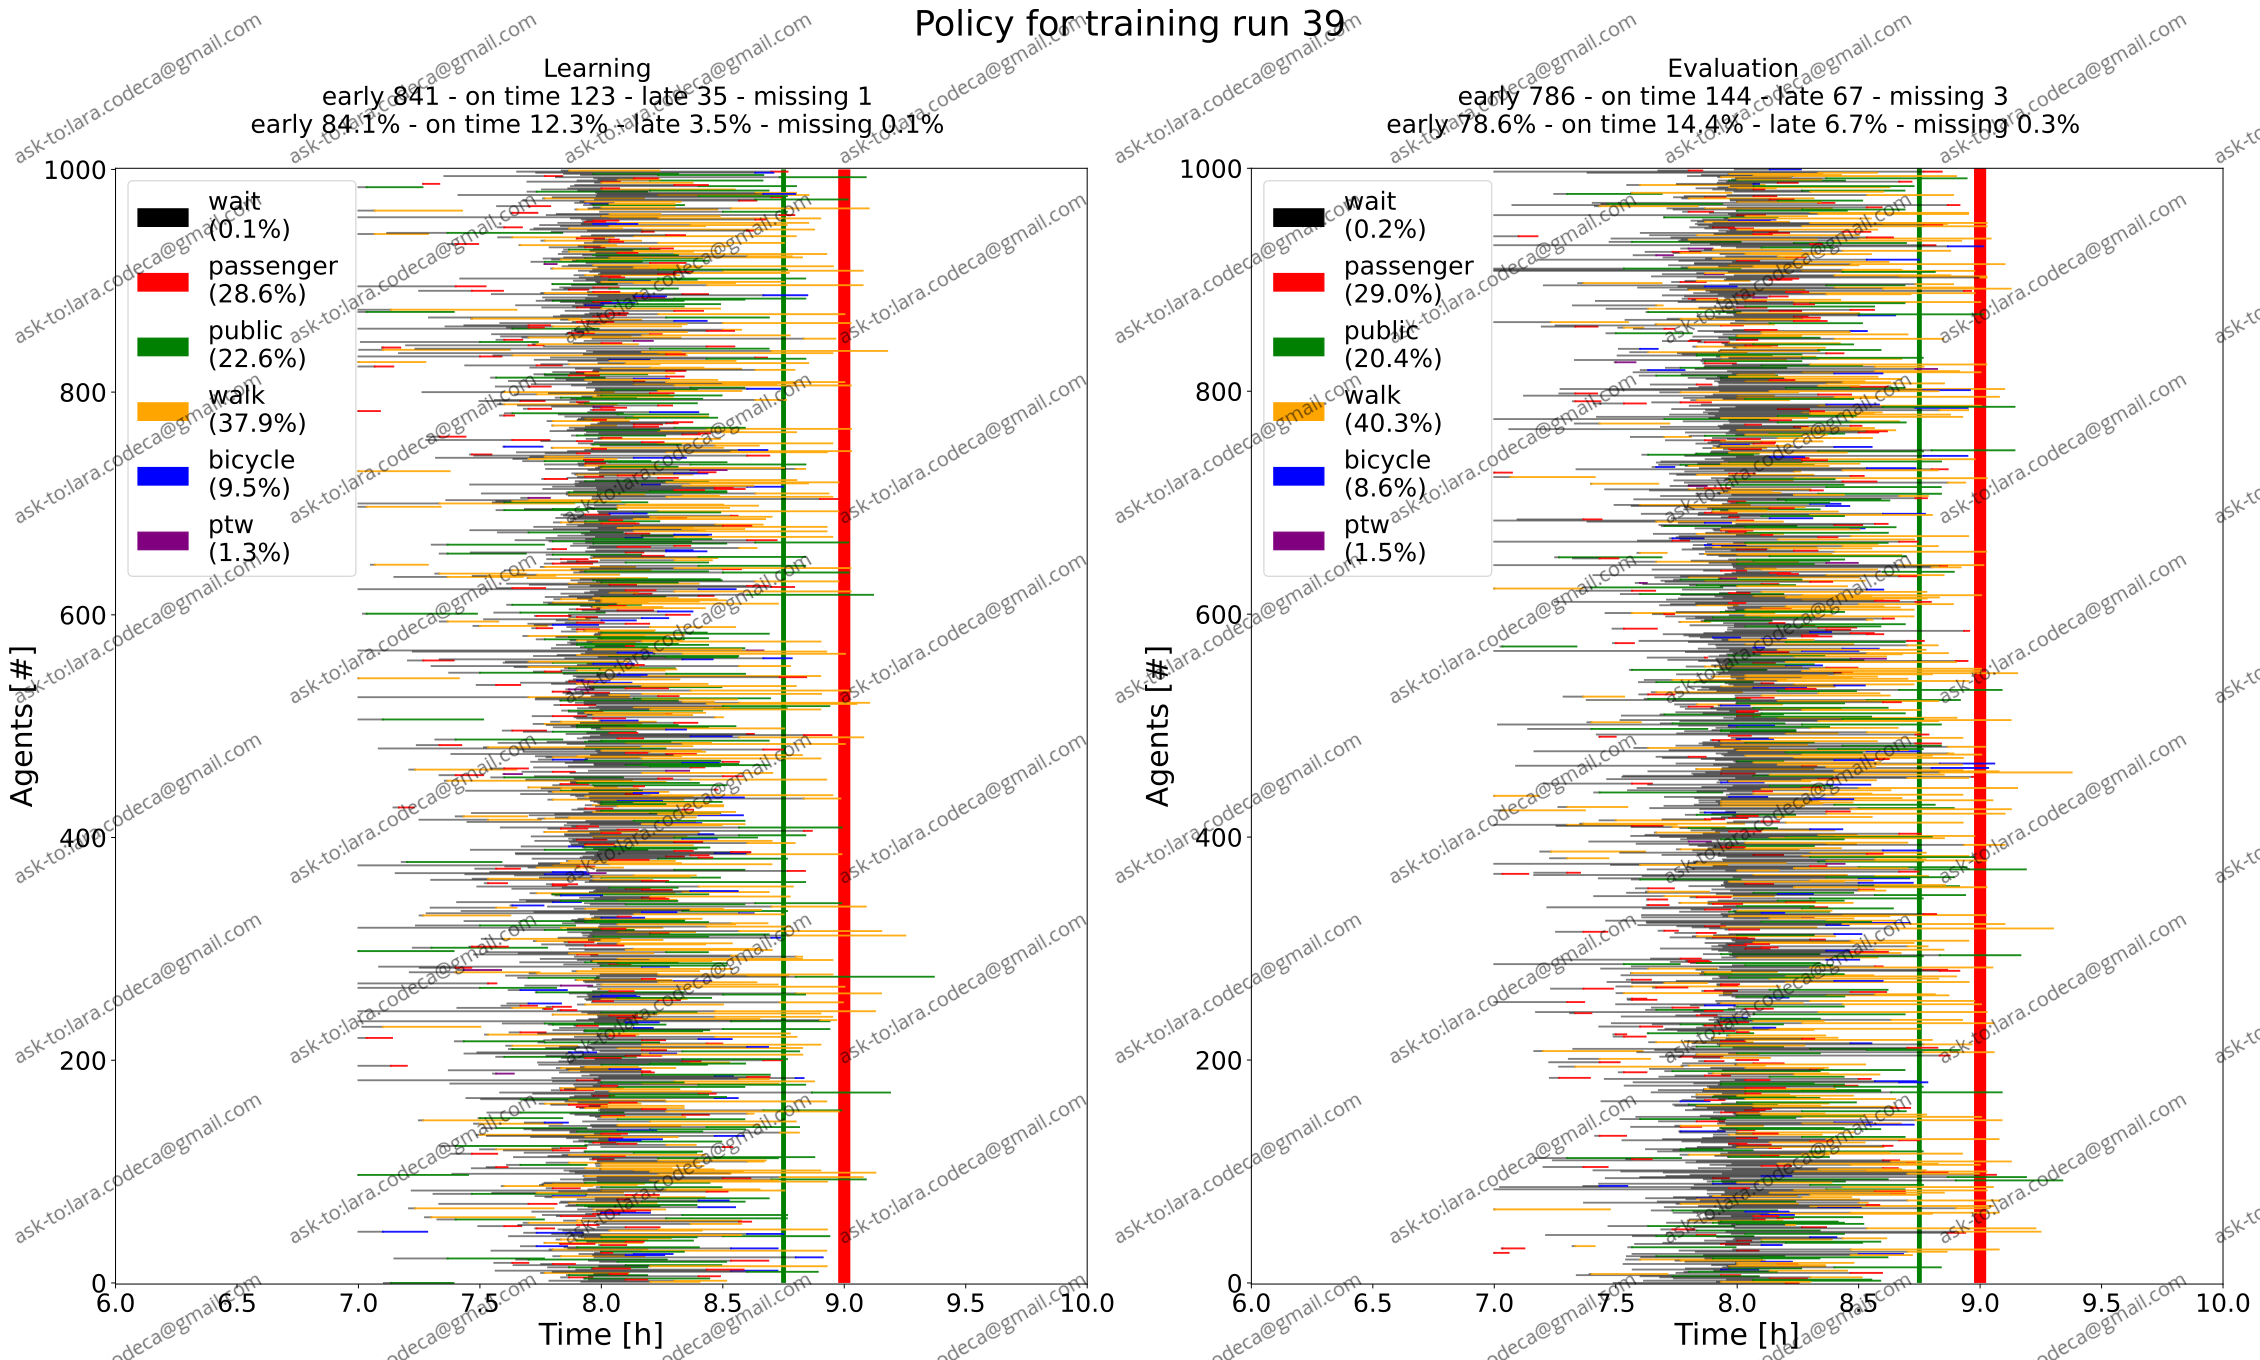 Policy for training run 39
Learning
early 841 - on time 123 - late 35 - missing 1
early 84.1% - on time 12.3% - late 3.5% - missing 0.1%
1000
800
600
400
200
0
Agents [#]
wait
(0.1%)
passenger
(28.6%)
public
(22.6%)
walk
(37.9%)
bicycle
(9.5%)
ptw
(1.3%)
6.0 6.5 7.0 7.5 8.0 8.5 9.0 9.5 10.0
Time [h]
Evaluation
early 786 - on time 144 - late 67 - missing 3
early 78.6% - on time 14.4% - late 6.7% - missing 0.3%
1000
800
600
400
200
0
Agents [#]
wait
(0.2%)
passenger
(29.0%)
public
(20.4%)
walk
(40.3%)
bicycle
(8.6%)
ptw
(1.5%)
6.0 6.5 7.0 7.5 8.0 8.5 9.0 9.5 10.0
Time [h]
ask-to:lara.codeca@gmail.com